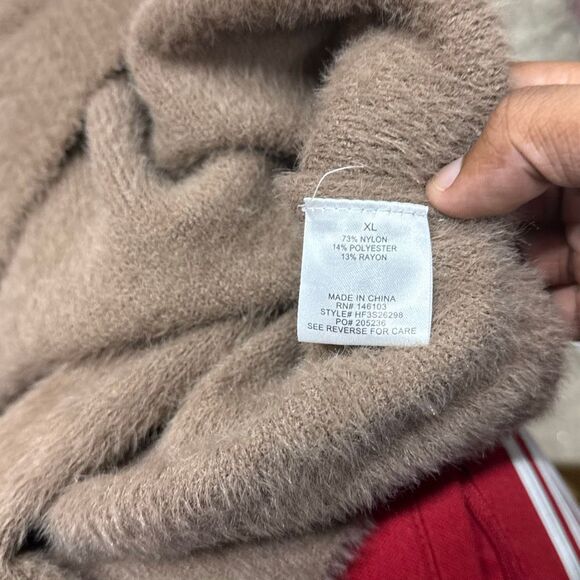 XL
73% NYLON
14% POLYESTER
13% RAYON
MADE IN CHINA
RN# 146103
STYLE# HF3S26298
PO# 205236
SEE REVERSE FOR CARE